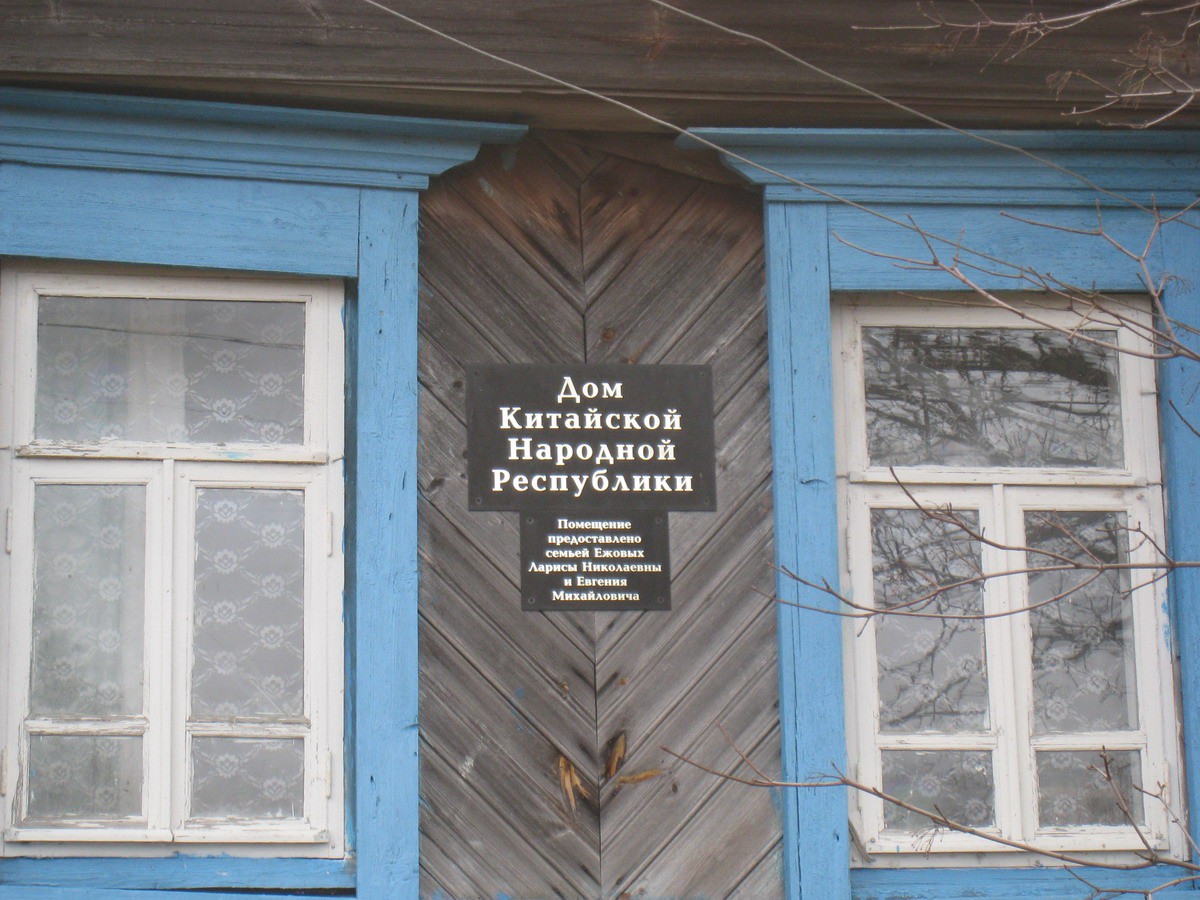 Дом
Китайской
Народной
Республики
Помещение
предоставлено
семьей Ежовых
Ларисы Николаевны
и Евгения
Михайловича